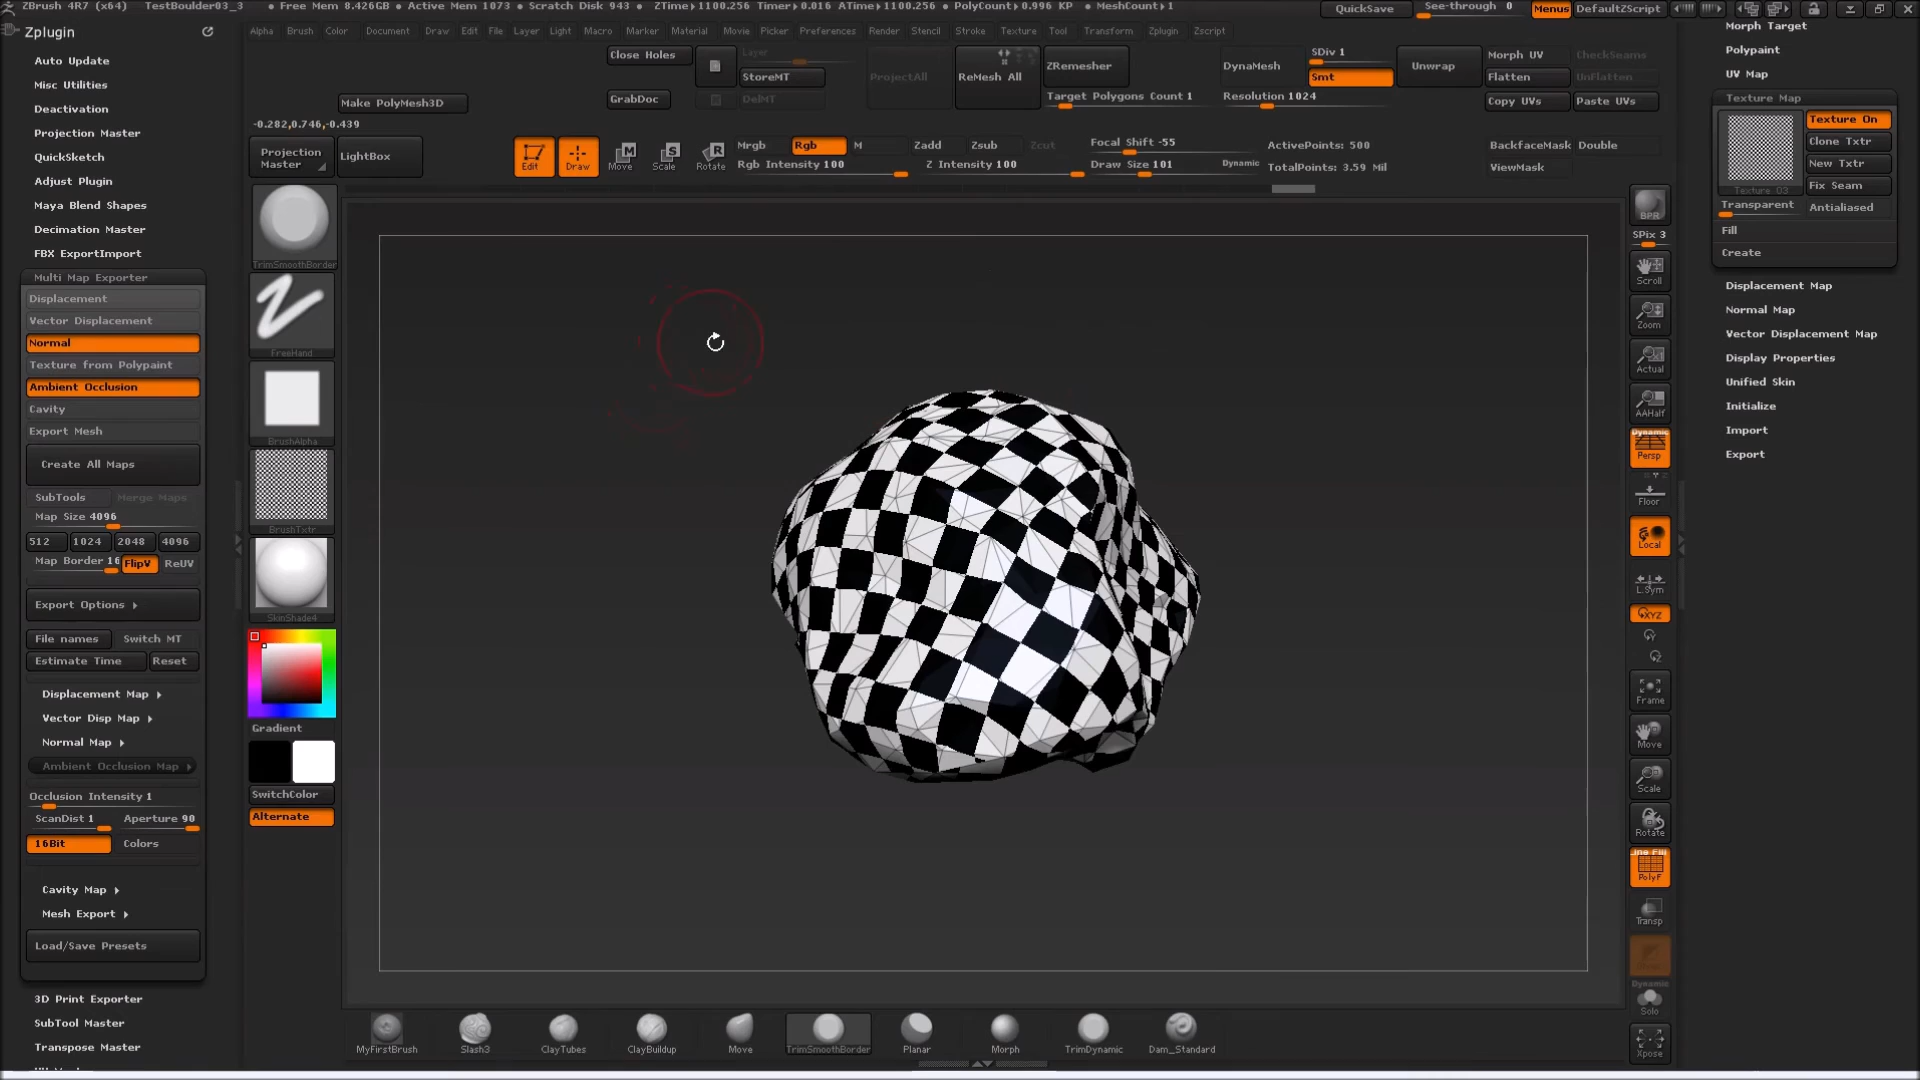 ZBrush 4R7 (x64) TestBoulder03_3 • Free Mem 8.426GB • Active Mem 1073 • Scratch Disk 943 • ZTime▸1100.256 Timer▸0.016 ATime▸1100.256 • PolyCount▸0.996 KP • MeshCount▸1
QuickSave See-through 0 Menus DefaultZScript
Zplugin
Alpha Brush Color Document Draw Edit File Layer Light Macro Marker Material Movie Picker Preferences Render Stencil Stroke Texture Tool Transform Zplugin Zscript
Auto Update
Misc Utilities
Deactivation
Projection Master
QuickSketch
Adjust Plugin
Maya Blend Shapes
Decimation Master
FBX ExportImport
Multi Map Exporter
Displacement
Vector Displacement
Normal
Texture from Polypaint
Ambient Occlusion
Cavity
Export Mesh
Create All Maps
SubTools Merge Maps
Map Size 4096
512 1024 2048 4096
Map Border 16 FlipV ReUV
Export Options
File names Switch MT
Estimate Time Reset
Displacement Map
Vector Disp Map
Normal Map
Ambient Occlusion Map
Occlusion Intensity 1
ScanDist 1 Aperture 90
16Bit Colors
Cavity Map
Mesh Export
Load/Save Presets
3D Print Exporter
SubTool Master
Transpose Master
Make PolyMesh3D
Close Holes
GrabDoc
Layer
StoreMT
DelMT
ProjectAll
ReMesh All
ZRemesher
Target Polygons Count 1
DynaMesh
Resolution 1024
SDiv 1
Smt
Unwrap
Morph UV CheckSeams
Flatten UnFlatten
Copy UVs Paste UVs
-0.282,0.746,-0.439
Projection
Master
LightBox
Edit Draw Move Scale Rotate
Mrgb Rgb M Zadd Zsub Zcut
Rgb Intensity 100 Z Intensity 100
Focal Shift -55
Draw Size 101 Dynamic
ActivePoints: 500
TotalPoints: 3.59 Mil
BackfaceMask Double
ViewMask
TrimSmoothBorder
FreeHand
BrushAlpha
BrushTxtr
SkinShade4
Gradient
SwitchColor
Alternate
BPR
SPix 3
Scroll
Zoom
Actual
AAHalf
Dynamic
Persp
Floor
Local
L.Sym
XYZ
Frame
Move
Scale
Rotate
Line Fill
PolyF
Transp
Dynamic
Solo
Xpose
Morph Target
Polypaint
UV Map
Texture Map
Texture On
Clone Txtr
New Txtr
Fix Seam
Texture 03
Transparent Antialiased
Fill
Create
Displacement Map
Normal Map
Vector Displacement Map
Display Properties
Unified Skin
Initialize
Import
Export
MyFirstBrush Slash3 ClayTubes ClayBuildup Move TrimSmoothBorder Planar Morph TrimDynamic Dam_Standard